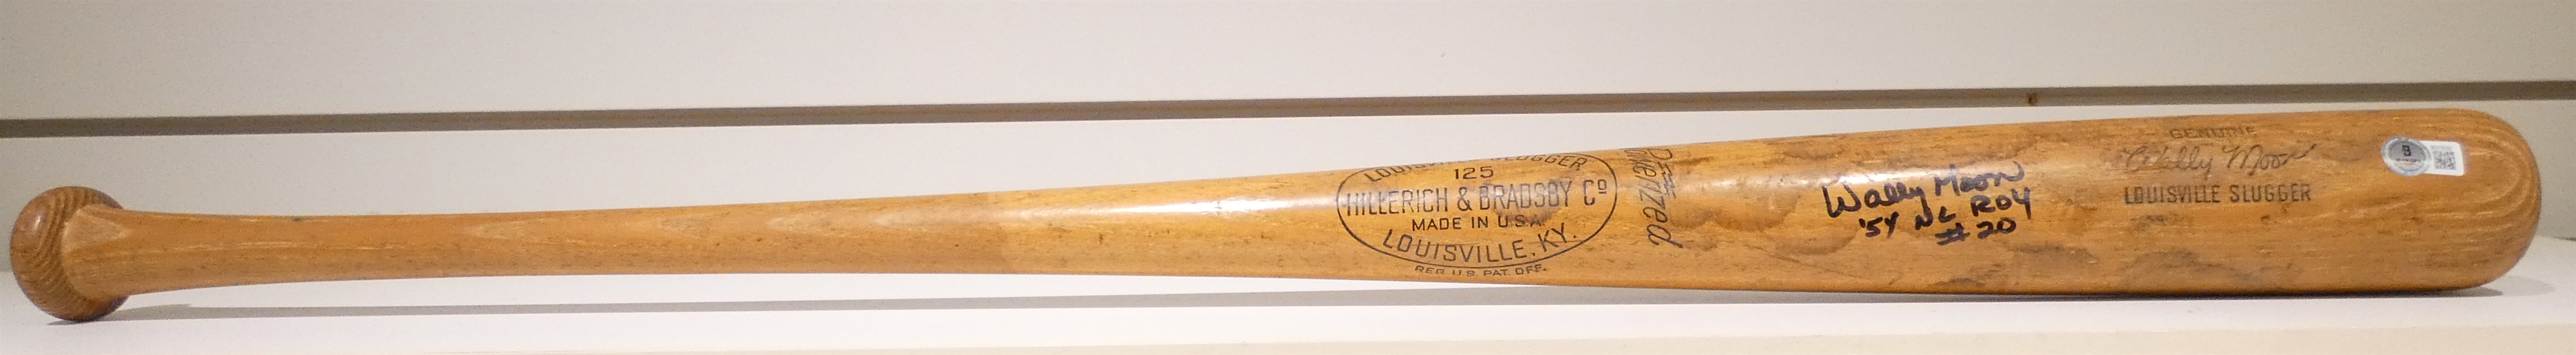 LOUISVILLE SLUGGER
125
HILLERICH & BRADSBY Cº
MADE IN U.S.A.
LOUISVILLE, KY.
REG. U.S. PAT. OFF.
Powerized
Wally Moon
'54 NL ROY
# 20
GENUINE
Wally Moon
LOUISVILLE SLUGGER
B